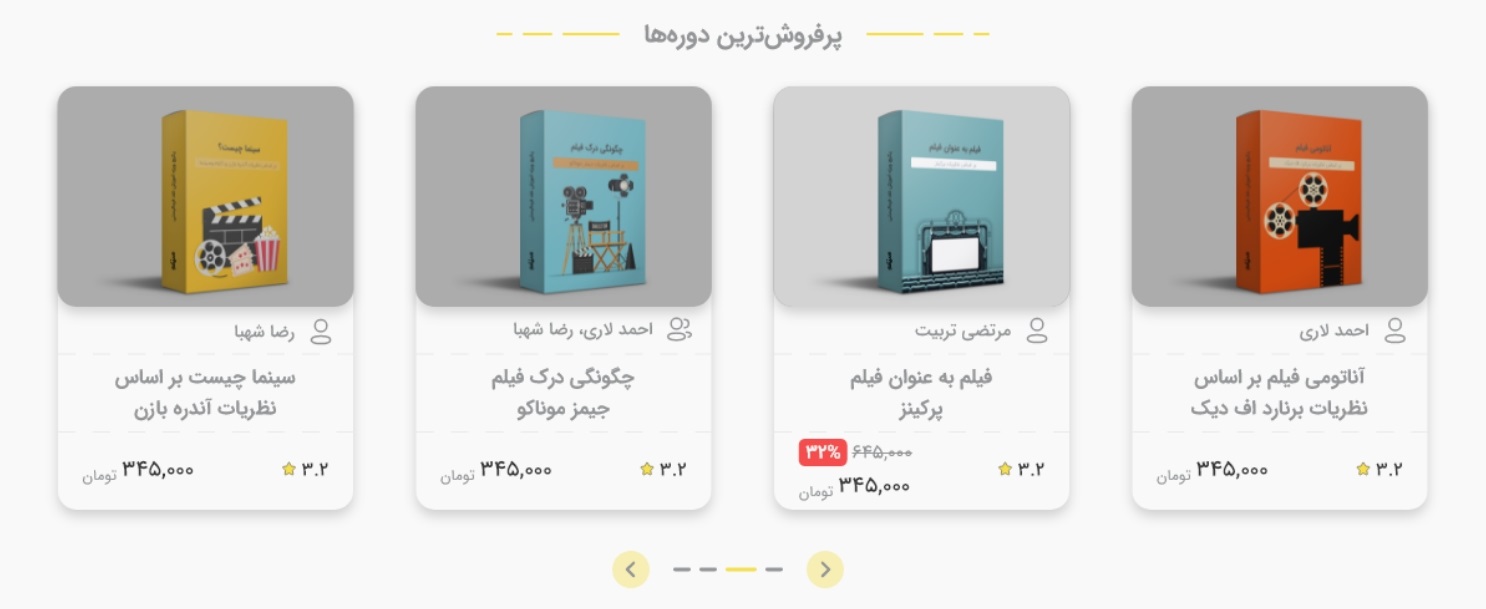 پرفروش‌ترین دوره‌ها
آناتومی فیلم
احمد لاری
آناتومی فیلم بر اساس
نظریات برنارد اف دیک
۳.۲
۳۴۵,۰۰۰ تومان
فیلم به عنوان فیلم
مرتضی تربیت
فیلم به عنوان فیلم
پرکینز
۳.۲
۶۴۵,۰۰۰ ۳۲%
۳۴۵,۰۰۰ تومان
چگونگی درک فیلم
احمد لاری، رضا شهبا
چگونگی درک فیلم
جیمز موناکو
۳.۲
۳۴۵,۰۰۰ تومان
سینما چیست؟
رضا شهبا
سینما چیست بر اساس
نظریات آندره بازن
۳.۲
۳۴۵,۰۰۰ تومان